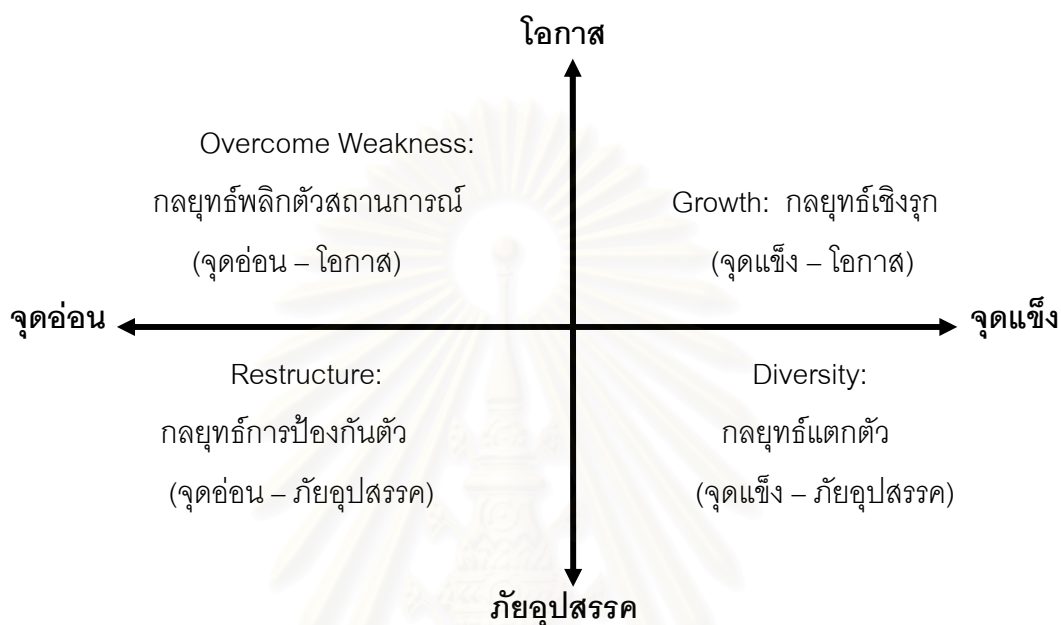 โอกาส
Overcome Weakness:
กลยุทธ์พลิกตัวสถานการณ์
(จุดอ่อน – โอกาส)
Growth: กลยุทธ์เชิงรุก
(จุดแข็ง – โอกาส)
จุดอ่อน
จุดแข็ง
Restructure:
กลยุทธ์การป้องกันตัว
(จุดอ่อน – ภัยอุปสรรค)
Diversity:
กลยุทธ์แตกตัว
(จุดแข็ง – ภัยอุปสรรค)
ภัยอุปสรรค